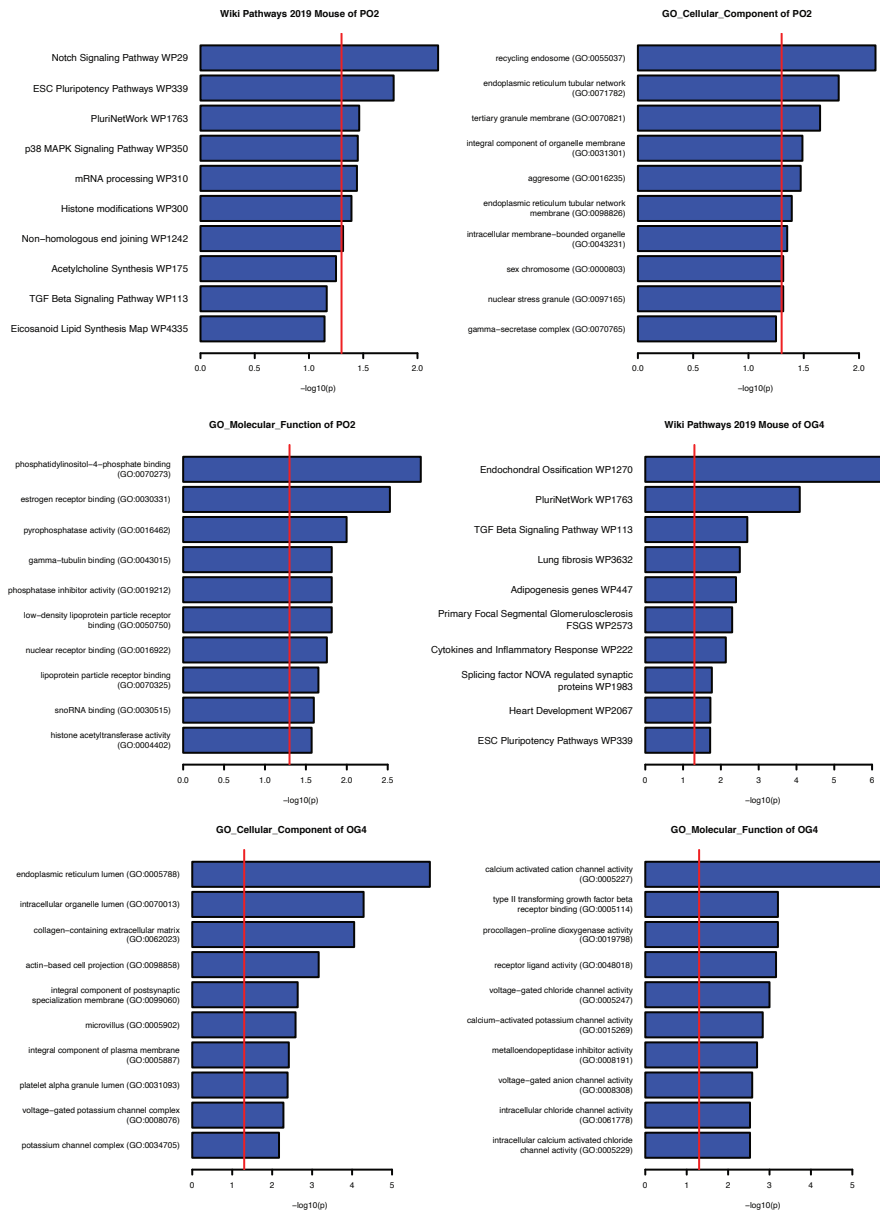 Wiki Pathways 2019 Mouse of PO2
Notch Signaling Pathway WP29
ESC Pluripotency Pathways WP339
PluriNetWork WP1763
p38 MAPK Signaling Pathway WP350
mRNA processing WP310
Histone modifications WP300
Non−homologous end joining WP1242
Acetylcholine Synthesis WP175
TGF Beta Signaling Pathway WP113
Eicosanoid Lipid Synthesis Map WP4335
0.0 0.5 1.0 1.5 2.0
−log10(p)
GO_Cellular_Component of PO2
recycling endosome (GO:0055037)
endoplasmic reticulum tubular network
(GO:0071782)
tertiary granule membrane (GO:0070821)
integral component of organelle membrane
(GO:0031301)
aggresome (GO:0016235)
endoplasmic reticulum tubular network
membrane (GO:0098826)
intracellular membrane−bounded organelle
(GO:0043231)
sex chromosome (GO:0000803)
nuclear stress granule (GO:0097165)
gamma−secretase complex (GO:0070765)
0.0 0.5 1.0 1.5 2.0
−log10(p)
GO_Molecular_Function of PO2
phosphatidylinositol−4−phosphate binding
(GO:0070273)
estrogen receptor binding (GO:0030331)
pyrophosphatase activity (GO:0016462)
gamma−tubulin binding (GO:0043015)
phosphatase inhibitor activity (GO:0019212)
low−density lipoprotein particle receptor
binding (GO:0050750)
nuclear receptor binding (GO:0016922)
lipoprotein particle receptor binding
(GO:0070325)
snoRNA binding (GO:0030515)
histone acetyltransferase activity
(GO:0004402)
0.0 0.5 1.0 1.5 2.0 2.5
−log10(p)
Wiki Pathways 2019 Mouse of OG4
Endochondral Ossification WP1270
PluriNetWork WP1763
TGF Beta Signaling Pathway WP113
Lung fibrosis WP3632
Adipogenesis genes WP447
Primary Focal Segmental Glomerulosclerosis
FSGS WP2573
Cytokines and Inflammatory Response WP222
Splicing factor NOVA regulated synaptic
proteins WP1983
Heart Development WP2067
ESC Pluripotency Pathways WP339
0 1 2 3 4 5 6
−log10(p)
GO_Cellular_Component of OG4
endoplasmic reticulum lumen (GO:0005788)
intracellular organelle lumen (GO:0070013)
collagen−containing extracellular matrix
(GO:0062023)
actin−based cell projection (GO:0098858)
integral component of postsynaptic
specialization membrane (GO:0099060)
microvillus (GO:0005902)
integral component of plasma membrane
(GO:0005887)
platelet alpha granule lumen (GO:0031093)
voltage−gated potassium channel complex
(GO:0008076)
potassium channel complex (GO:0034705)
0 1 2 3 4 5
−log10(p)
GO_Molecular_Function of OG4
calcium activated cation channel activity
(GO:0005227)
type II transforming growth factor beta
receptor binding (GO:0005114)
procollagen−proline dioxygenase activity
(GO:0019798)
receptor ligand activity (GO:0048018)
voltage−gated chloride channel activity
(GO:0005247)
calcium−activated potassium channel activity
(GO:0015269)
metalloendopeptidase inhibitor activity
(GO:0008191)
voltage−gated anion channel activity
(GO:0008308)
intracellular chloride channel activity
(GO:0061778)
intracellular calcium activated chloride
channel activity (GO:0005229)
0 1 2 3 4 5
−log10(p)